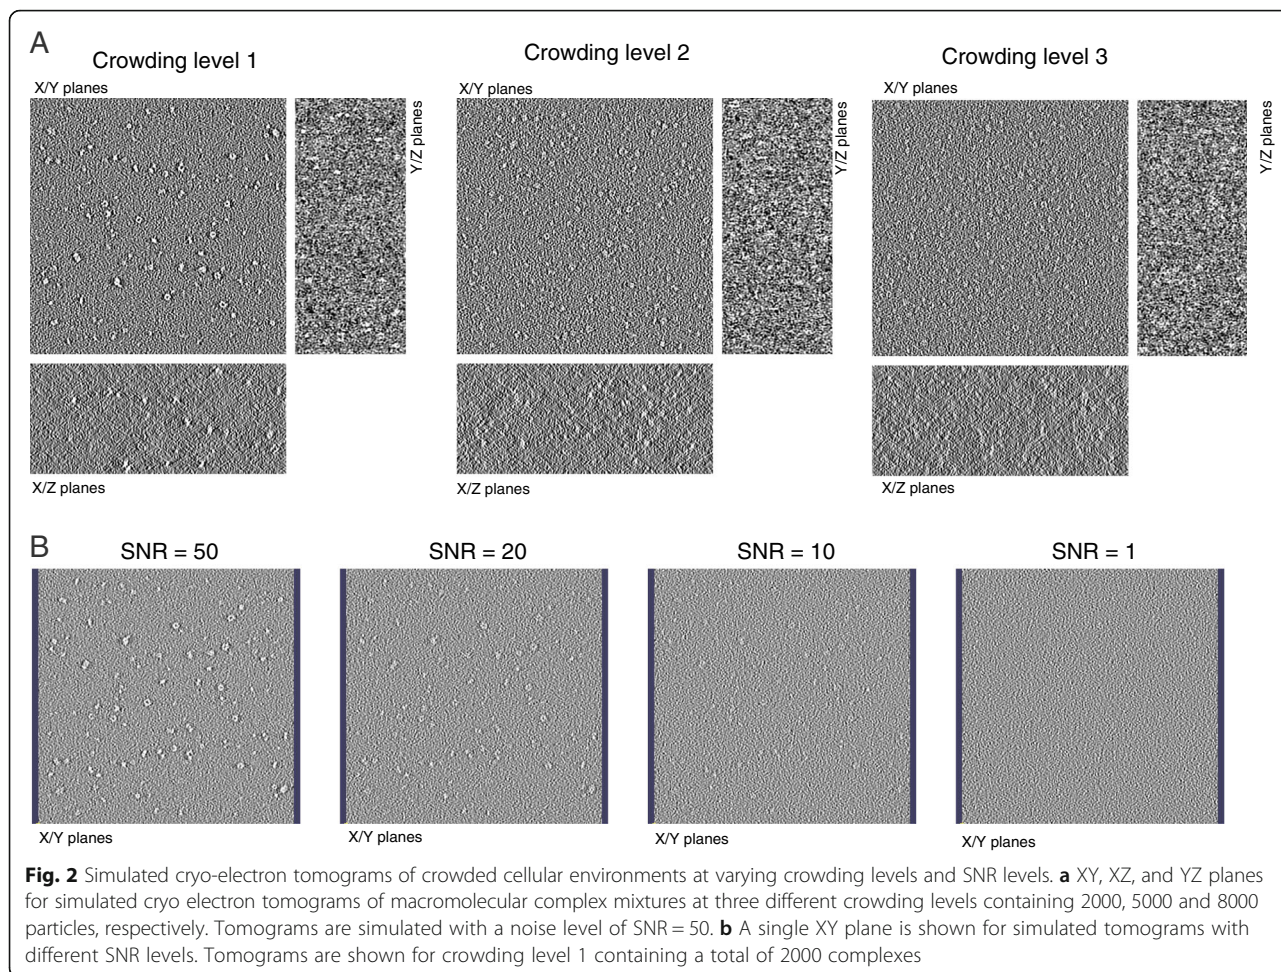 A
Crowding level 1
Crowding level 2
Crowding level 3
X/Y planes
X/Y planes
X/Y planes
Y/Z planes
Y/Z planes
Y/Z planes
X/Z planes
X/Z planes
X/Z planes
B
SNR = 50
SNR = 20
SNR = 10
SNR = 1
X/Y planes
X/Y planes
X/Y planes
X/Y planes
Fig. 2 Simulated cryo-electron tomograms of crowded cellular environments at varying crowding levels and SNR levels. a XY, XZ, and YZ planes
for simulated cryo electron tomograms of macromolecular complex mixtures at three different crowding levels containing 2000, 5000 and 8000
particles, respectively. Tomograms are simulated with a noise level of SNR = 50. b A single XY plane is shown for simulated tomograms with
different SNR levels. Tomograms are shown for crowding level 1 containing a total of 2000 complexes